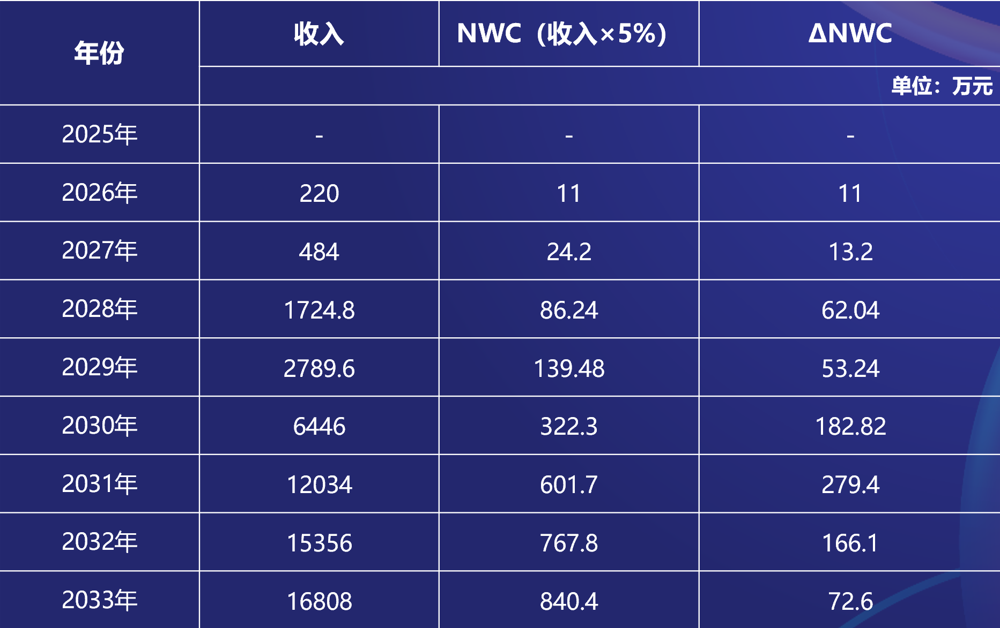 年份 收入 NWC（收入×5%） ΔNWC
单位：万元
2025年 - - -
2026年 220 11 11
2027年 484 24.2 13.2
2028年 1724.8 86.24 62.04
2029年 2789.6 139.48 53.24
2030年 6446 322.3 182.82
2031年 12034 601.7 279.4
2032年 15356 767.8 166.1
2033年 16808 840.4 72.6